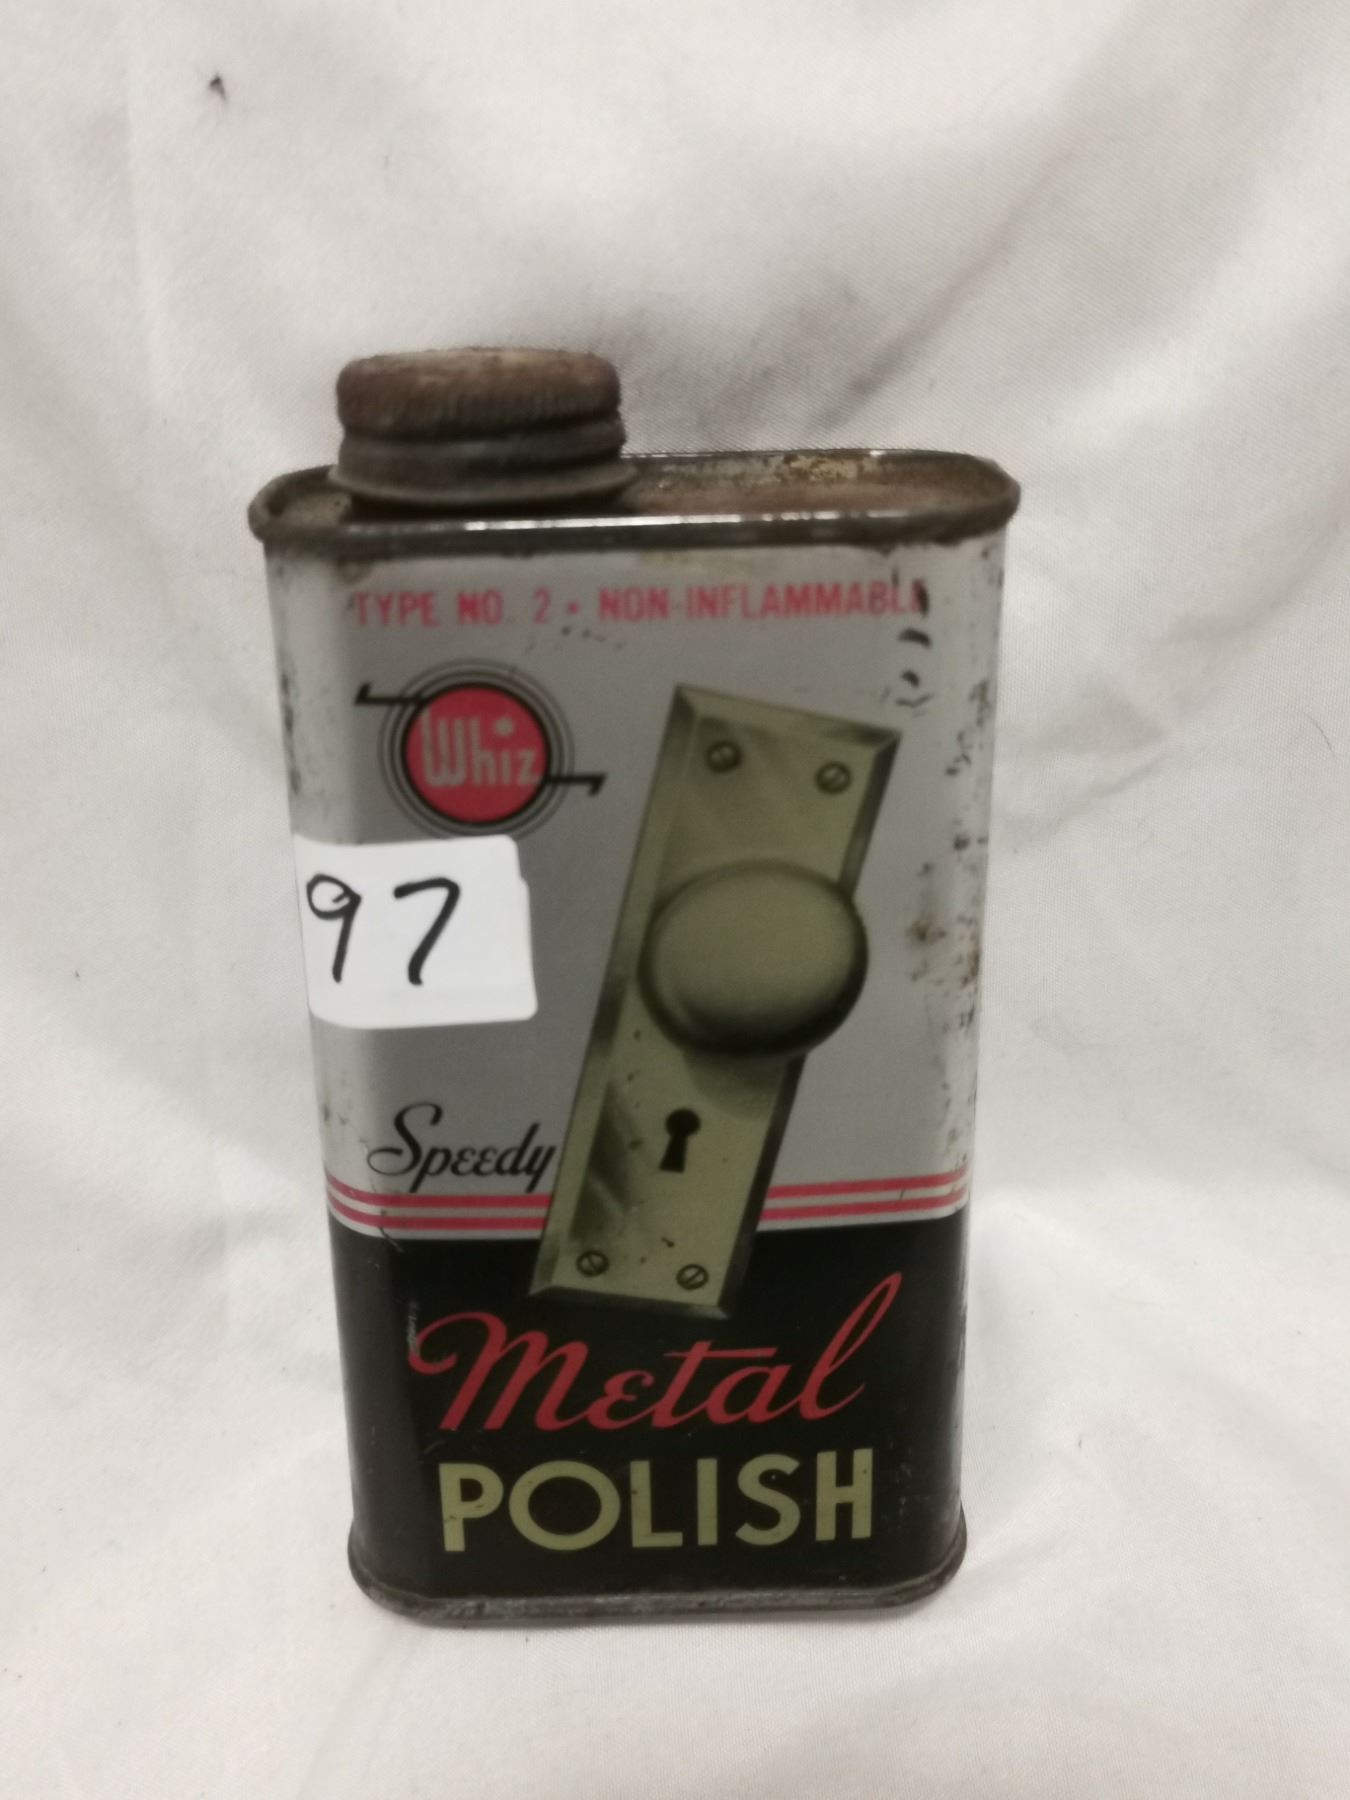 TYPE NO. 2 • NON-INFLAMMABLE
Whiz
97
Speedy
Metal
POLISH